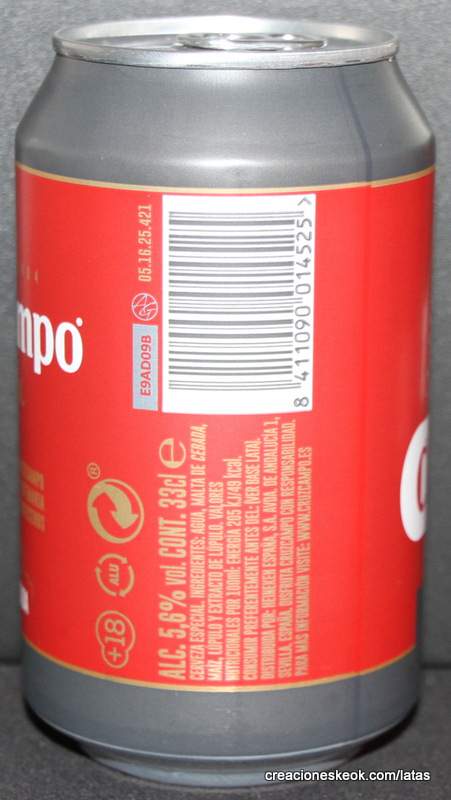 mpo
E9AD09B
05.16.25.421
8 411090 014525 >
+18
ALU
ALC. 5,6% vol. CONT. 33cl e
CERVEZA ESPECIAL. INGREDIENTES: AGUA, MALTA DE CEBADA,
MAÍZ, LÚPULO Y EXTRACTO DE LÚPULO. VALORES
NUTRICIONALES POR 100ml: ENERGÍA 205 kJ/49 kcal.
CONSUMIR PREFERENTEMENTE ANTES DEL: VER BASE LATA.
DISTRIBUIDA POR: HEINEKEN ESPAÑA, S.A. AVDA. DE ANDALUCÍA 1,
SEVILLA, ESPAÑA. DISFRUTE CRUZCAMPO CON RESPONSABILIDAD.
PARA MÁS INFORMACIÓN VISITE: WWW.CRUZCAMPO.ES
creacioneskeok.com/latas